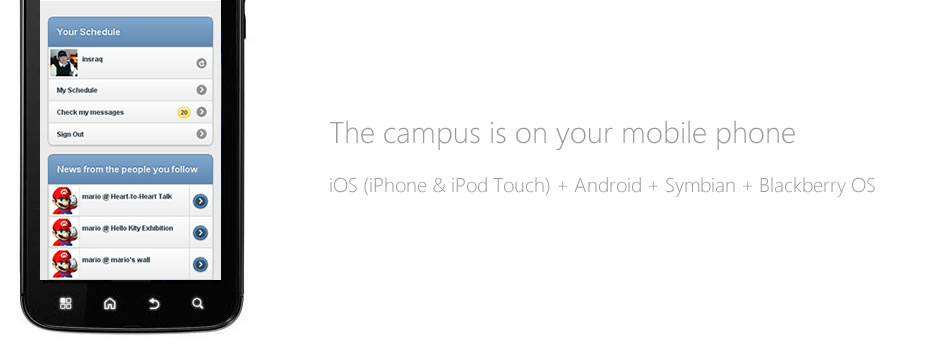 Your Schedule
insraq
My Schedule
Check my messages 20
Sign Out
News from the people you follow
mario @ Heart-to-Heart Talk
mario @ Hello Kity Exhibition
mario @ mario's wall
The campus is on your mobile phone
iOS (iPhone & iPod Touch) + Android + Symbian + Blackberry OS